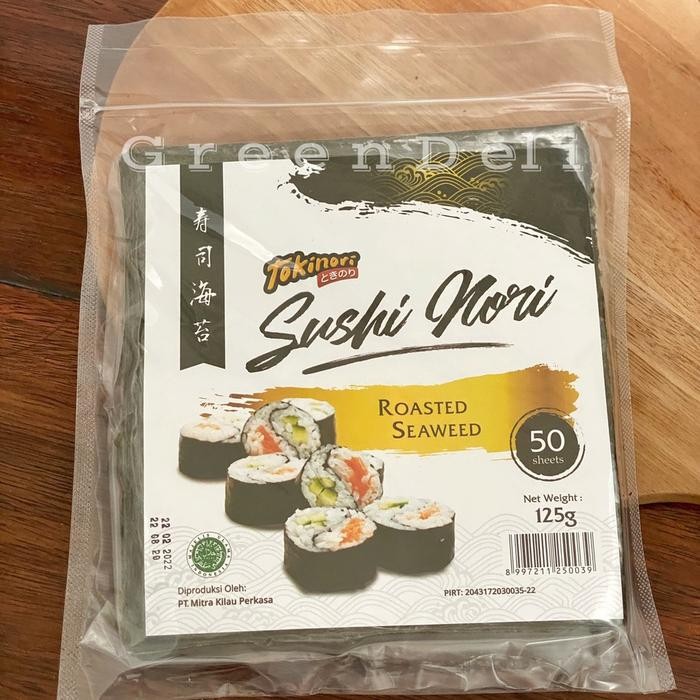 GreenDeli
寿
司
海
苔
Tokinori
ときのり
Sushi Nori
ROASTED
SEAWEED
50
sheets
Net Weight :
125g
22 02 2022
22 08 20
8 997211 250039
Diproduksi Oleh:
PT. Mitra Kilau Perkasa
PIRT: 2043172030035-22